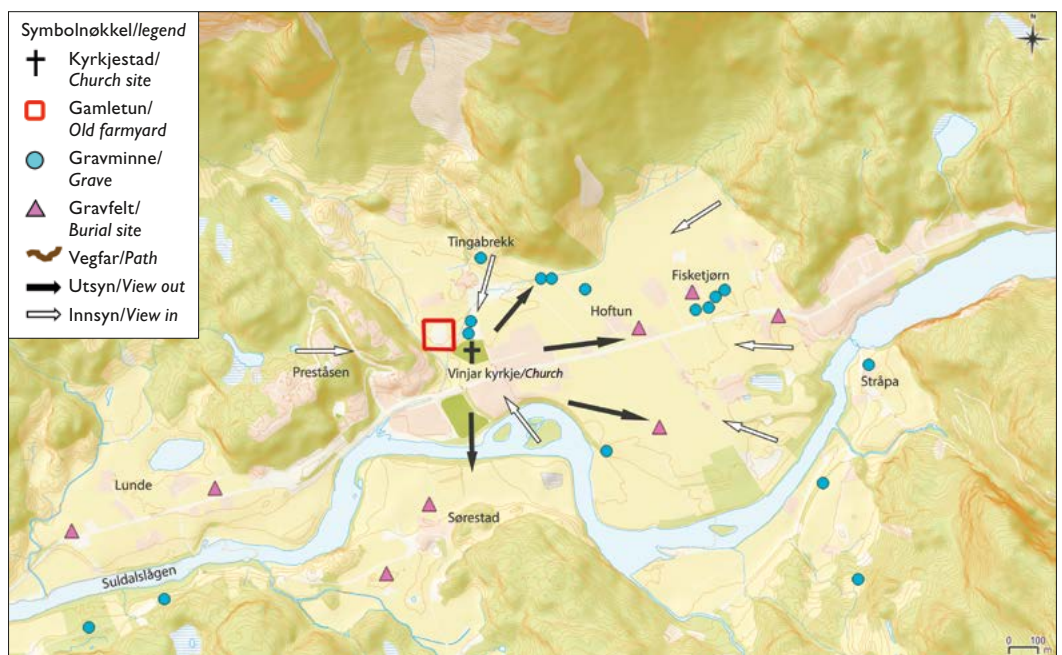 Symbolnøkkel/legend
Kyrkjestad/
Church site
Gamletun/
Old farmyard
Gravminne/
Grave
Gravfelt/
Burial site
Vegfar/Path
Utsyn/View out
Innsyn/View in
N
Tingabrekk
Fisketjørn
Hoftun
Preståsen
Vinjar kyrkje/Church
Stråpa
Lunde
Sørestad
Suldalslågen
0 100
m